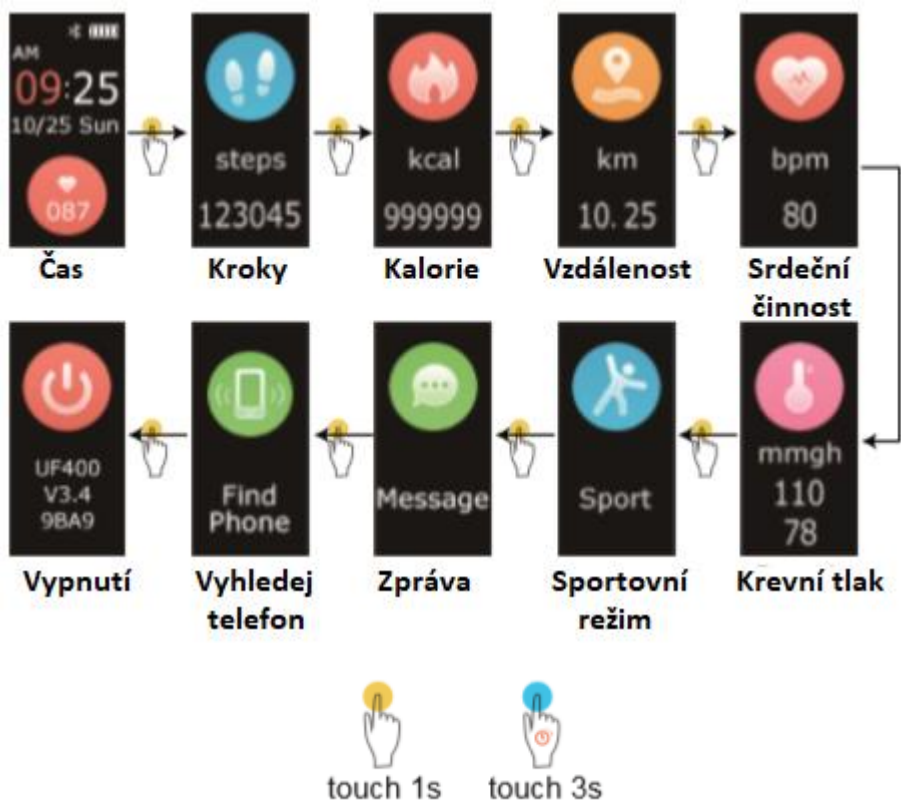 AM
09:25
10/25 Sun
087
Čas
steps
123045
Kroky
kcal
999999
Kalorie
km
10.25
Vzdálenost
bpm
80
Srdeční
činnost
UF400
V3.4
9BA9
Vypnutí
Find
Phone
Vyhledej
telefon
Message
Zpráva
Sport
Sportovní
režim
mmgh
110
78
Krevní tlak
touch 1s
touch 3s